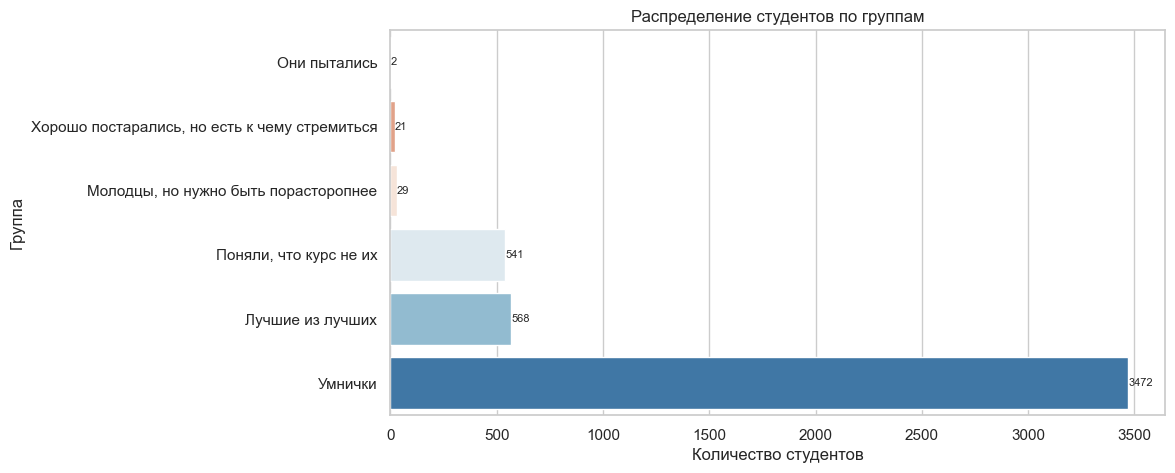 Распределение студентов по группам
Группа
Они пытались
2
Хорошо постарались, но есть к чему стремиться
21
Молодцы, но нужно быть порасторопнее
29
Поняли, что курс не их
541
Лучшие из лучших
568
Умнички
3472
0 500 1000 1500 2000 2500 3000 3500
Количество студентов